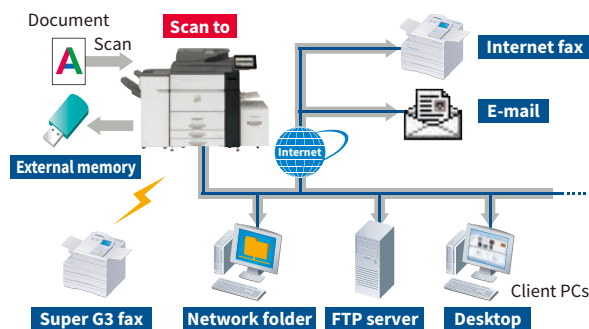 Document
Scan
Scan to
A
Internet fax
E-mail
Internet
External memory
Client PCs
Super G3 fax
Network folder
FTP server
Desktop